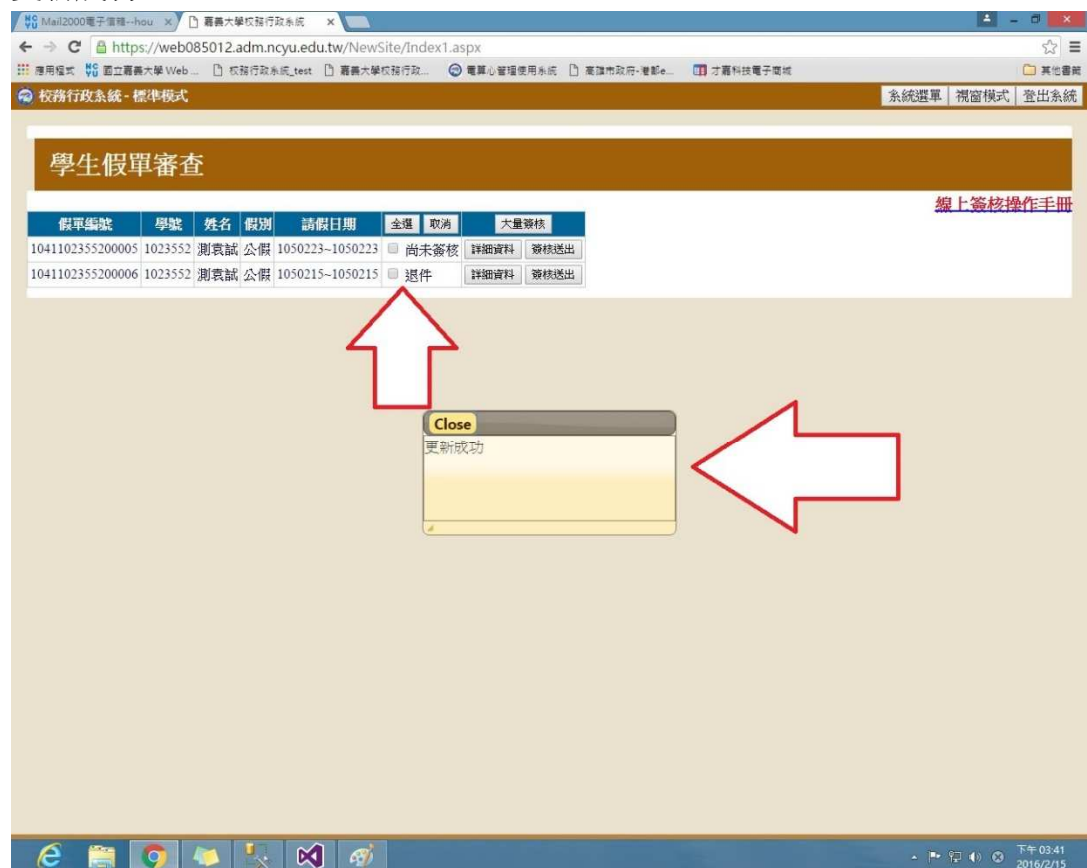 Mail2000電子信箱--hou
嘉義大學校務行政系統
https://web085012.adm.ncyu.edu.tw/NewSite/Index1.aspx
應用程式 國立嘉義大學 Web ... 校務行政系統_test 嘉義大學校務行政... 電算心管理使用系統 高雄市政府-港都e... 才嘉科技電子商城 其他書籤
校務行政系統 - 標準模式 系統選單 視窗模式 登出系統
學生假單審查
線上簽核操作手冊
假單編號 學號 姓名 假別 請假日期 全選 取消 大量簽核
1041102355200005 1023552 測袁試 公假 1050223~1050223 尚未簽核 詳細資料 簽核送出
1041102355200006 1023552 測袁試 公假 1050215~1050215 退件 詳細資料 簽核送出
Close
更新成功
下午 03:41
2016/2/15